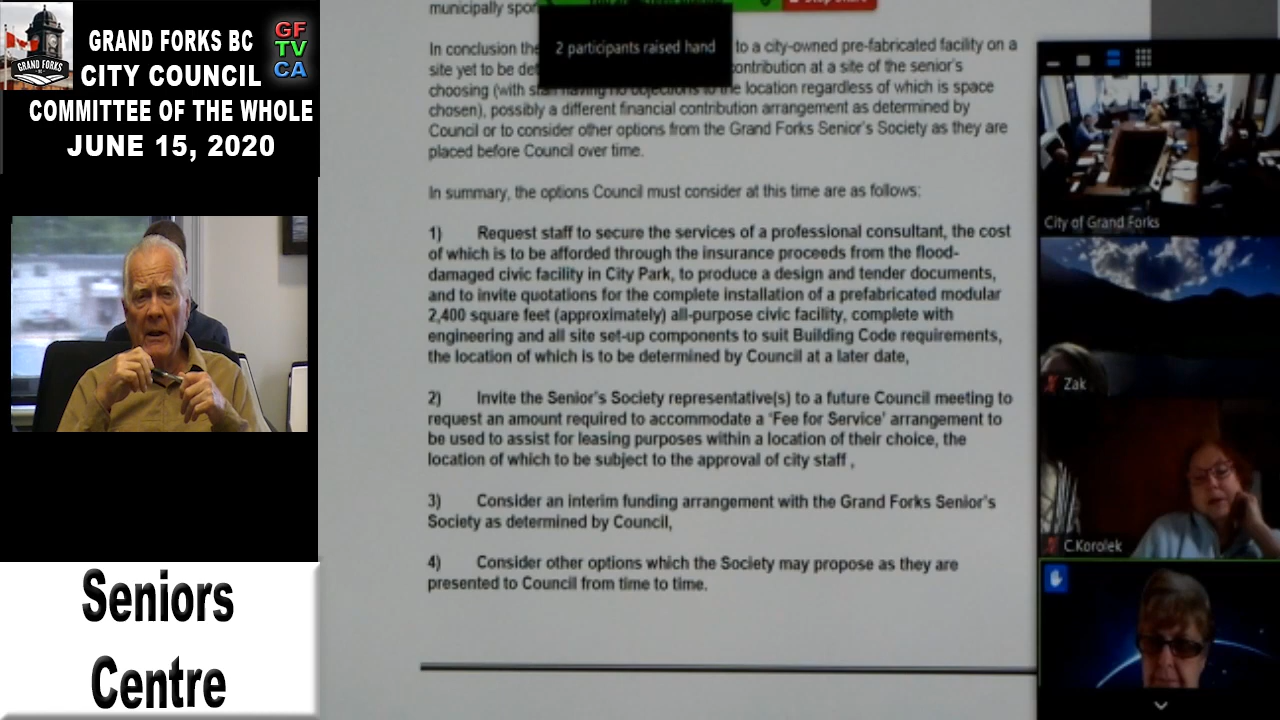 GRAND FORKS BC
CITY COUNCIL
COMMITTEE OF THE WHOLE
JUNE 15, 2020
GF
TV
CA
GRAND FORKS
Seniors
Centre
municipally spon
2 participants raised hand
In conclusion the to a city-owned pre-fabricated facility on a
site yet to be det contribution at a site of the senior's
choosing (with staff having no objections to the location regardless of which is space
chosen), possibly a different financial contribution arrangement as determined by
Council or to consider other options from the Grand Forks Senior's Society as they are
placed before Council over time.
In summary, the options Council must consider at this time are as follows:
1) Request staff to secure the services of a professional consultant, the cost
of which is to be afforded through the insurance proceeds from the flood-
damaged civic facility in City Park, to produce a design and tender documents,
and to invite quotations for the complete installation of a prefabricated modular
2,400 square feet (approximately) all-purpose civic facility, complete with
engineering and all site set-up components to suit Building Code requirements,
the location of which is to be determined by Council at a later date,
2) Invite the Senior's Society representative(s) to a future Council meeting to
request an amount required to accommodate a 'Fee for Service' arrangement to
be used to assist for leasing purposes within a location of their choice, the
location of which to be subject to the approval of city staff ,
3) Consider an interim funding arrangement with the Grand Forks Senior's
Society as determined by Council,
4) Consider other options which the Society may propose as they are
presented to Council from time to time.
City of Grand Forks
Zak
C.Korolek